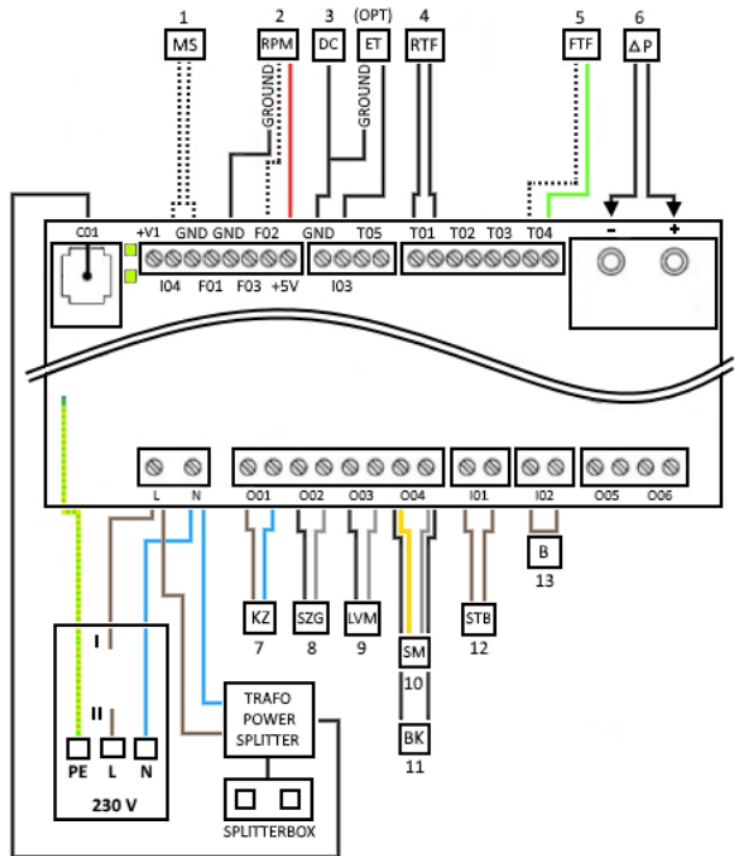 1 2 3 (OPT) 4 5 6
MS RPM DC ET RTF FTF ΔP
GROUND GROUND
- +
C01 +V1 GND GND F02 GND T05 T01 T02 T03 T04
I04 F01 F03 +5V I03
L N O01 O02 O03 O04 I01 I02 O05 O06
B
13
KZ SZG LVM STB
7 8 9 12
I
SM
10
II
TRAFO
POWER
SPLITTER
BK
11
PE L N
230 V
SPLITTERBOX